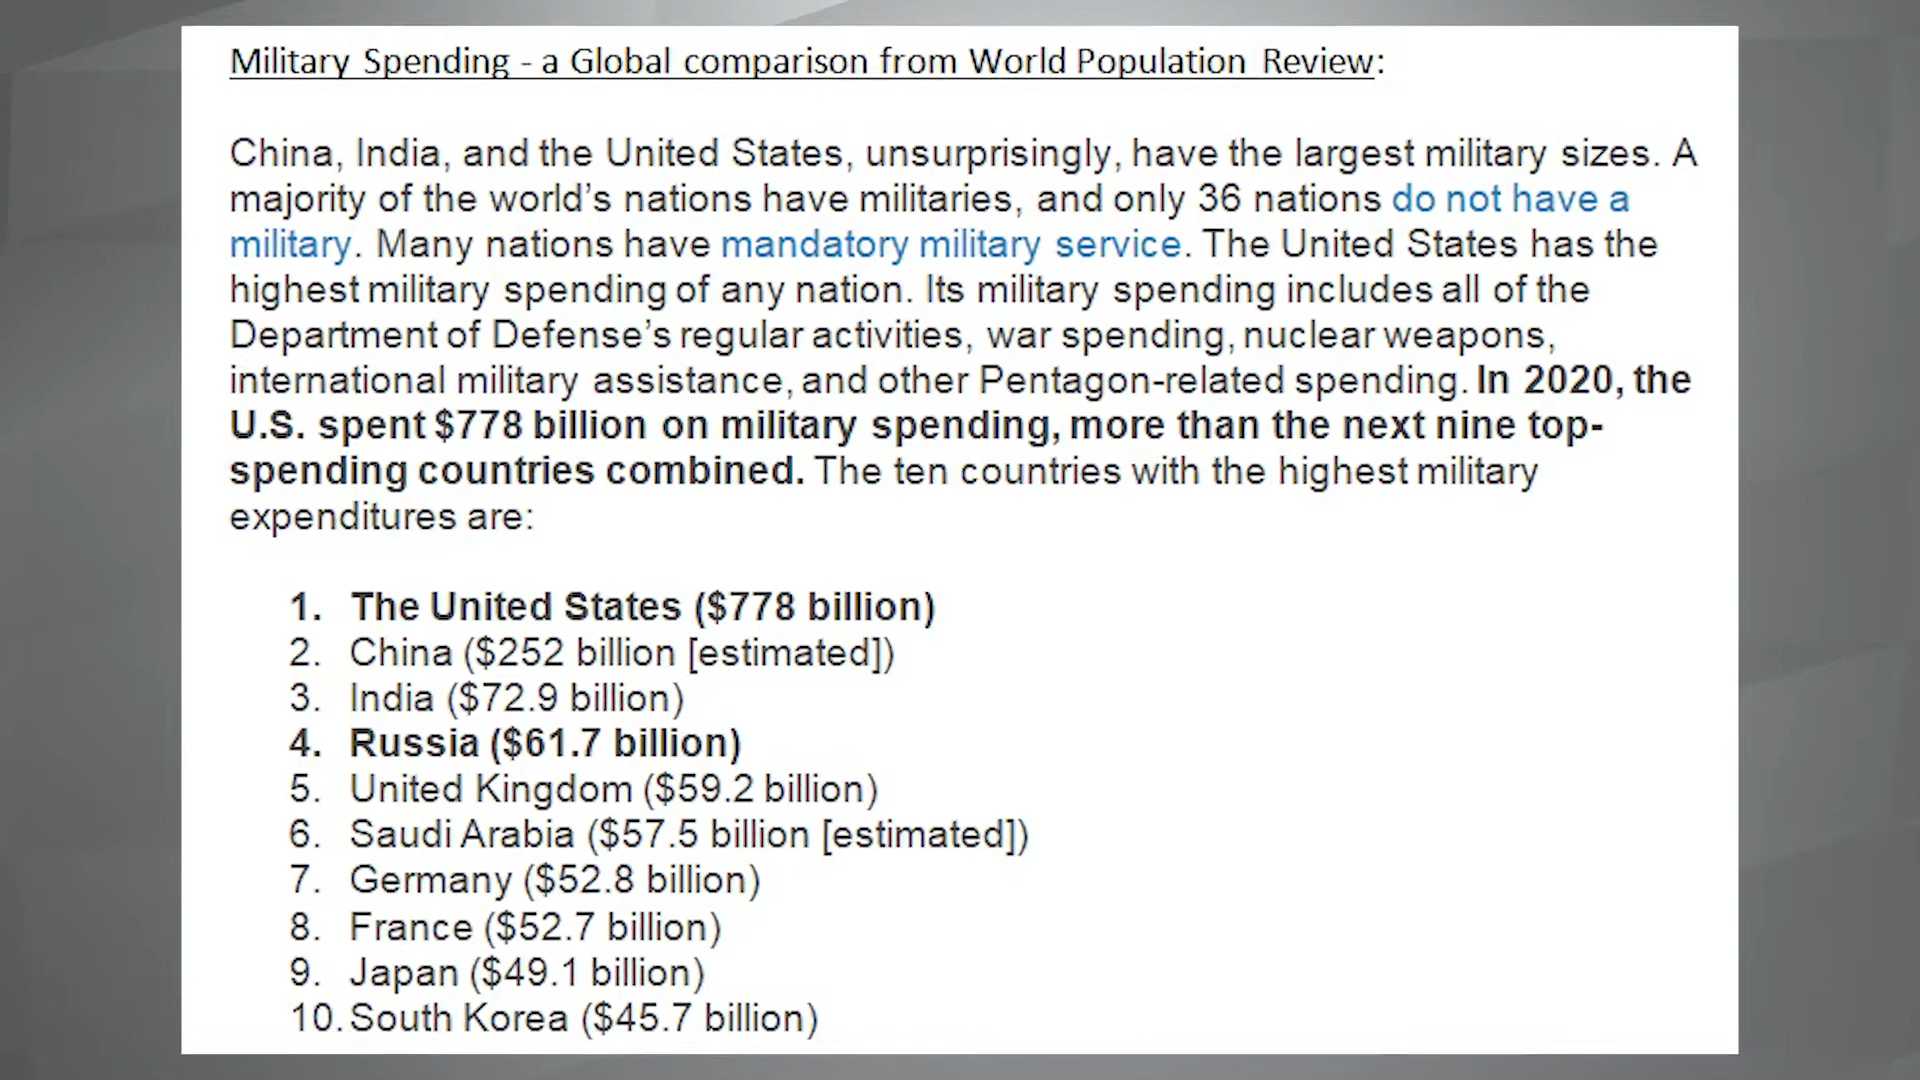 Military Spending - a Global comparison from World Population Review:
China, India, and the United States, unsurprisingly, have the largest military sizes. A
majority of the world’s nations have militaries, and only 36 nations do not have a
military. Many nations have mandatory military service. The United States has the
highest military spending of any nation. Its military spending includes all of the
Department of Defense’s regular activities, war spending, nuclear weapons,
international military assistance, and other Pentagon-related spending. In 2020, the
U.S. spent $778 billion on military spending, more than the next nine top-
spending countries combined. The ten countries with the highest military
expenditures are:
1. The United States ($778 billion)
2. China ($252 billion [estimated])
3. India ($72.9 billion)
4. Russia ($61.7 billion)
5. United Kingdom ($59.2 billion)
6. Saudi Arabia ($57.5 billion [estimated])
7. Germany ($52.8 billion)
8. France ($52.7 billion)
9. Japan ($49.1 billion)
10. South Korea ($45.7 billion)